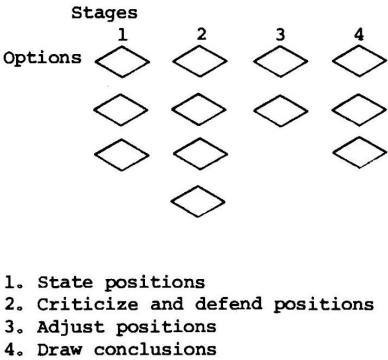 Stages
1 2 3 4
Options
1. State positions
2. Criticize and defend positions
3. Adjust positions
4. Draw conclusions